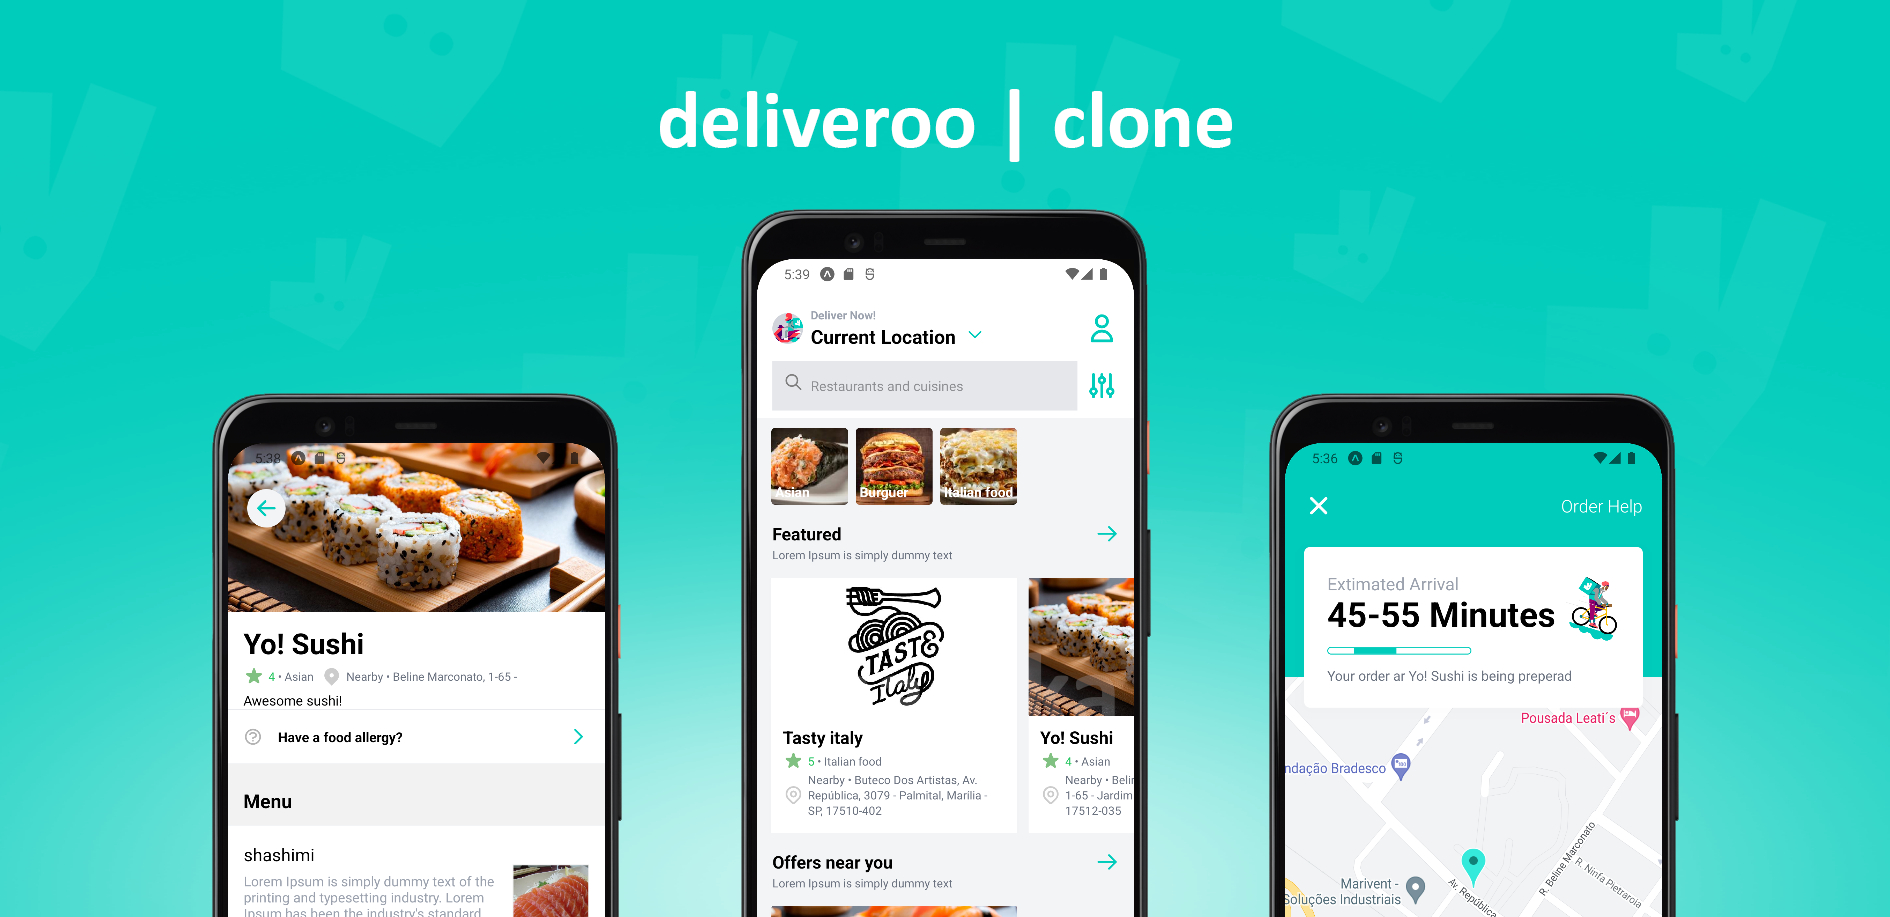 deliveroo | clone
5:38
Yo! Sushi
4 • Asian
Nearby • Beline Marconato, 1-65 -
Awesome sushi!
Have a food allergy?
Menu
shashimi
Lorem Ipsum is simply dummy text of the
printing and typesetting industry. Lorem
Ipsum has been the industry's standard
5:39
Deliver Now!
Current Location
Restaurants and cuisines
Asian
Burguer
Italian food
Featured
Lorem Ipsum is simply dummy text
TASTE
Italy
Tasty italy
5 • Italian food
Nearby • Buteco Dos Artistas, Av.
República, 3079 - Palmital, Marília -
SP, 17510-402
Yo! Sushi
4 • Asian
Nearby • Belin
1-65 - Jardim
17512-035
Offers near you
Lorem Ipsum is simply dummy text
5:36
Order Help
Extimated Arrival
45-55 Minutes
Your order ar Yo! Sushi is being preperad
Pousada Leati´s
ndação Bradesco
Marivent -
Soluções Industriais
Av. República
R. Beline Marconato
R. Ninfa Pietraroia